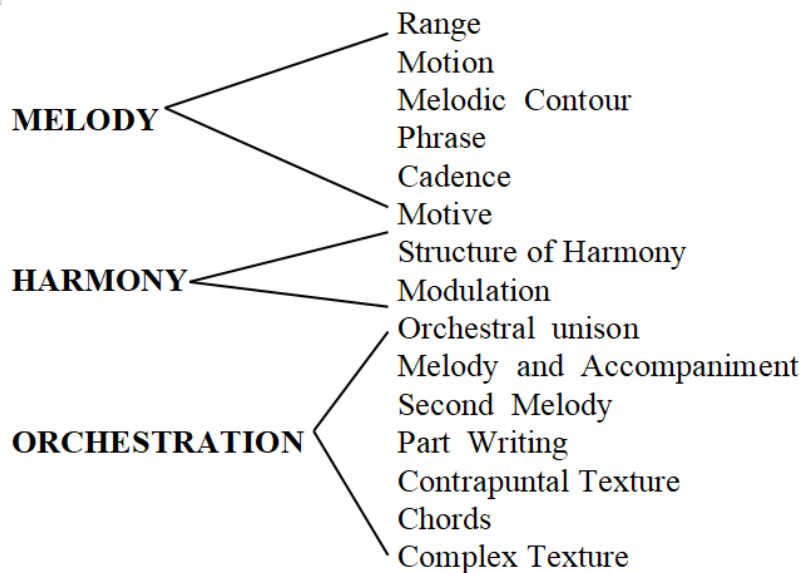 Range
Motion
Melodic Contour
MELODY
Phrase
Cadence
Motive
Structure of Harmony
HARMONY
Modulation
Orchestral unison
Melody and Accompaniment
Second Melody
ORCHESTRATION
Part Writing
Contrapuntal Texture
Chords
Complex Texture